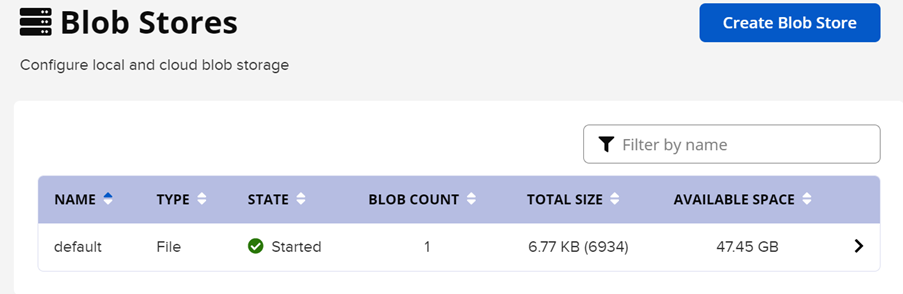 Blob Stores
Create Blob Store
Configure local and cloud blob storage
Filter by name
NAME TYPE STATE BLOB COUNT TOTAL SIZE AVAILABLE SPACE
default File Started 1 6.77 KB (6934) 47.45 GB